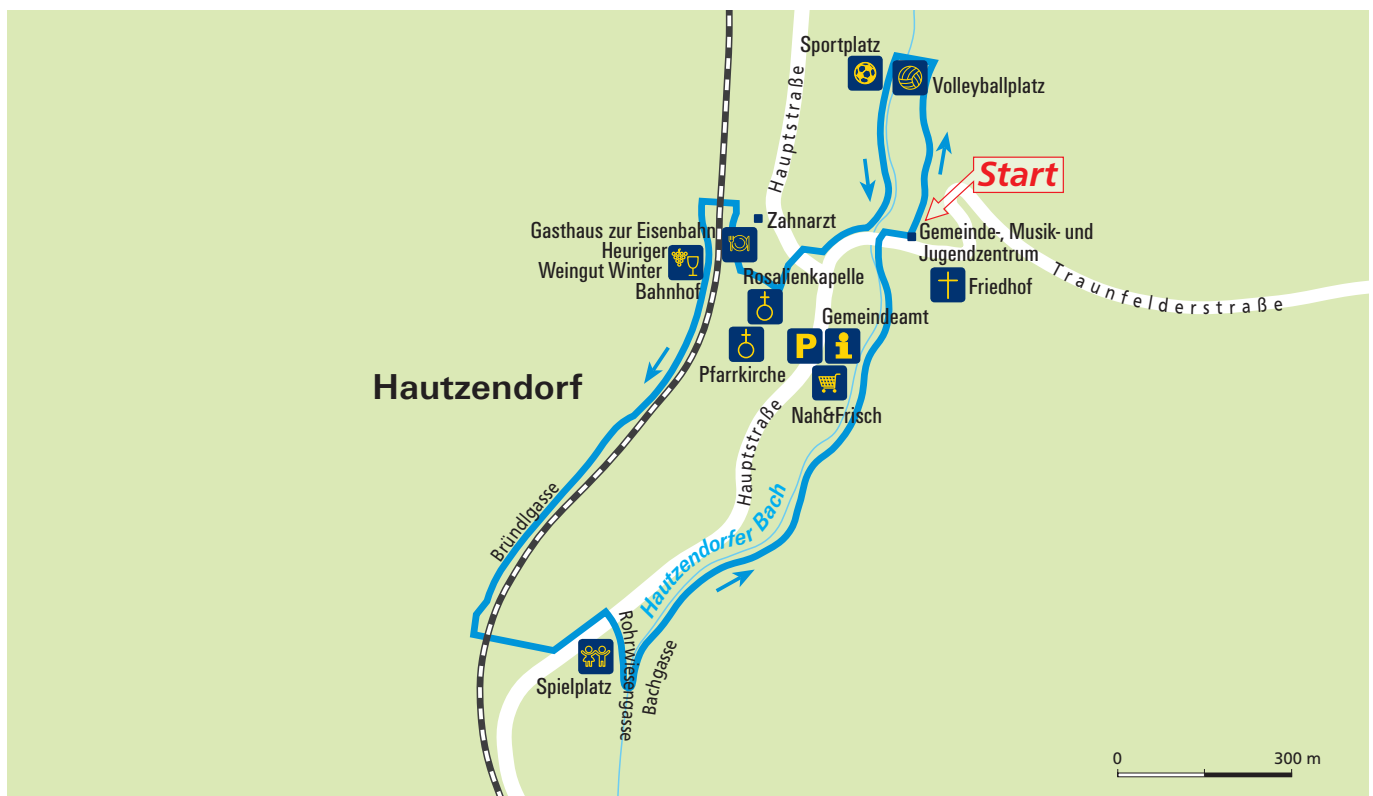 Sportplatz
Volleyballplatz
Hauptstraße
Start
Zahnarzt
Gemeinde-, Musik- und
Jugendzentrum
Gasthaus zur Eisenbahn
Heuriger
Weingut Winter
Bahnhof
Rosalienkapelle
Friedhof
Traunfelderstraße
Gemeindeamt
P
i
Pfarrkirche
Hautzendorf
Nah&Frisch
Hauptstraße
Bründlgasse
Hautzendorfer Bach
Rohrwiesengasse
Bachgasse
Spielplatz
0 300 m